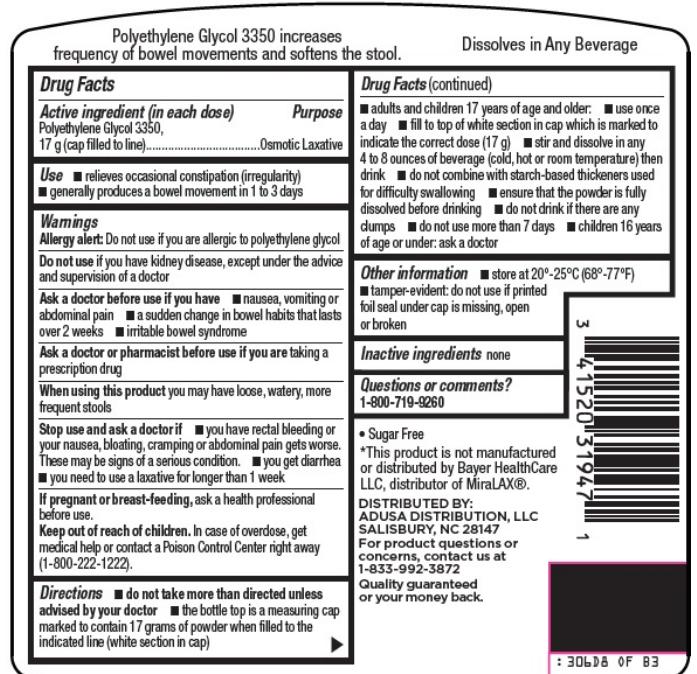 Polyethylene Glycol 3350 increases
frequency of bowel movements and softens the stool.
Dissolves in Any Beverage
Drug Facts
Active ingredient (in each dose) Purpose
Polyethylene Glycol 3350,
17 g (cap filled to line)......................................Osmotic Laxative
Use ■ relieves occasional constipation (irregularity)
■ generally produces a bowel movement in 1 to 3 days
Warnings
Allergy alert: Do not use if you are allergic to polyethylene glycol
Do not use if you have kidney disease, except under the advice
and supervision of a doctor
Ask a doctor before use if you have ■ nausea, vomiting or
abdominal pain ■ a sudden change in bowel habits that lasts
over 2 weeks ■ irritable bowel syndrome
Ask a doctor or pharmacist before use if you are taking a
prescription drug
When using this product you may have loose, watery, more
frequent stools
Stop use and ask a doctor if ■ you have rectal bleeding or
your nausea, bloating, cramping or abdominal pain gets worse.
These may be signs of a serious condition. ■ you get diarrhea
■ you need to use a laxative for longer than 1 week
If pregnant or breast-feeding, ask a health professional
before use.
Keep out of reach of children. In case of overdose, get
medical help or contact a Poison Control Center right away
(1-800-222-1222).
Directions ■ do not take more than directed unless
advised by your doctor ■ the bottle top is a measuring cap
marked to contain 17 grams of powder when filled to the
indicated line (white section in cap)
Drug Facts (continued)
■ adults and children 17 years of age and older: ■ use once
a day ■ fill to top of white section in cap which is marked to
indicate the correct dose (17 g) ■ stir and dissolve in any
4 to 8 ounces of beverage (cold, hot or room temperature) then
drink ■ do not combine with starch-based thickeners used
for difficulty swallowing ■ ensure that the powder is fully
dissolved before drinking ■ do not drink if there are any
clumps ■ do not use more than 7 days ■ children 16 years
of age or under: ask a doctor
Other information ■ store at 20°-25°C (68°-77°F)
■ tamper-evident: do not use if printed
foil seal under cap is missing, open
or broken
Inactive ingredients none
Questions or comments?
1-800-719-9260
• Sugar Free
*This product is not manufactured
or distributed by Bayer HealthCare
LLC, distributor of MiraLAX®.
DISTRIBUTED BY:
ADUSA DISTRIBUTION, LLC
SALISBURY, NC 28147
For product questions or
concerns, contact us at
1-833-992-3872
Quality guaranteed
or your money back.
3 41520 31947 1
: 306D8 OF B3